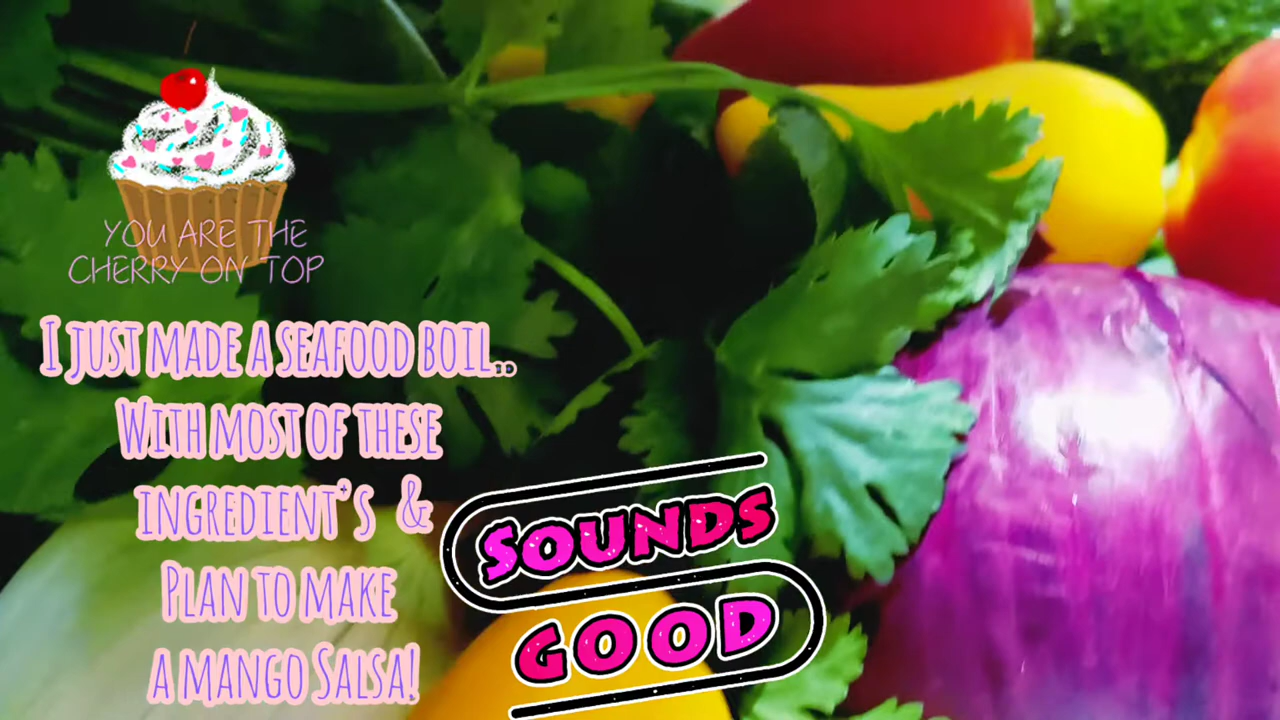 YOU ARE THE
CHERRY ON TOP
I just made a seafood boil..
With most of these
ingredient's &
Plan to make
a mango Salsa!
SOUNDS
GOOD